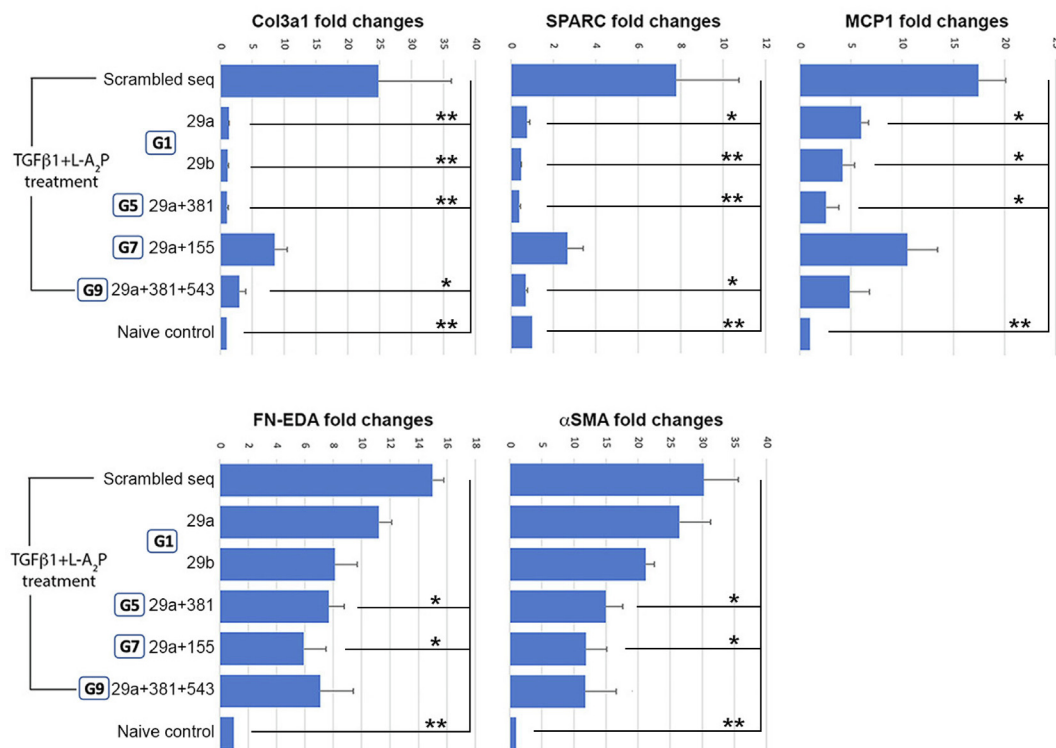 Col3a1 fold changes
0 5 10 15 20 25 30 35 40
SPARC fold changes
0 2 4 6 8 10 12
MCP1 fold changes
0 5 10 15 20 25
TGFβ1+L-A₂P
treatment
Scrambled seq
29a
G1
29b
G5 29a+381
G7 29a+155
G9 29a+381+543
Naive control
** * *
** ** *
** ** *
* *
** ** **
FN-EDA fold changes
0 2 4 6 8 10 12 14 16 18
αSMA fold changes
0 5 10 15 20 25 30 35 40
TGFβ1+L-A₂P
treatment
Scrambled seq
29a
G1
29b
G5 29a+381
G7 29a+155
G9 29a+381+543
Naive control
* *
* *
** **